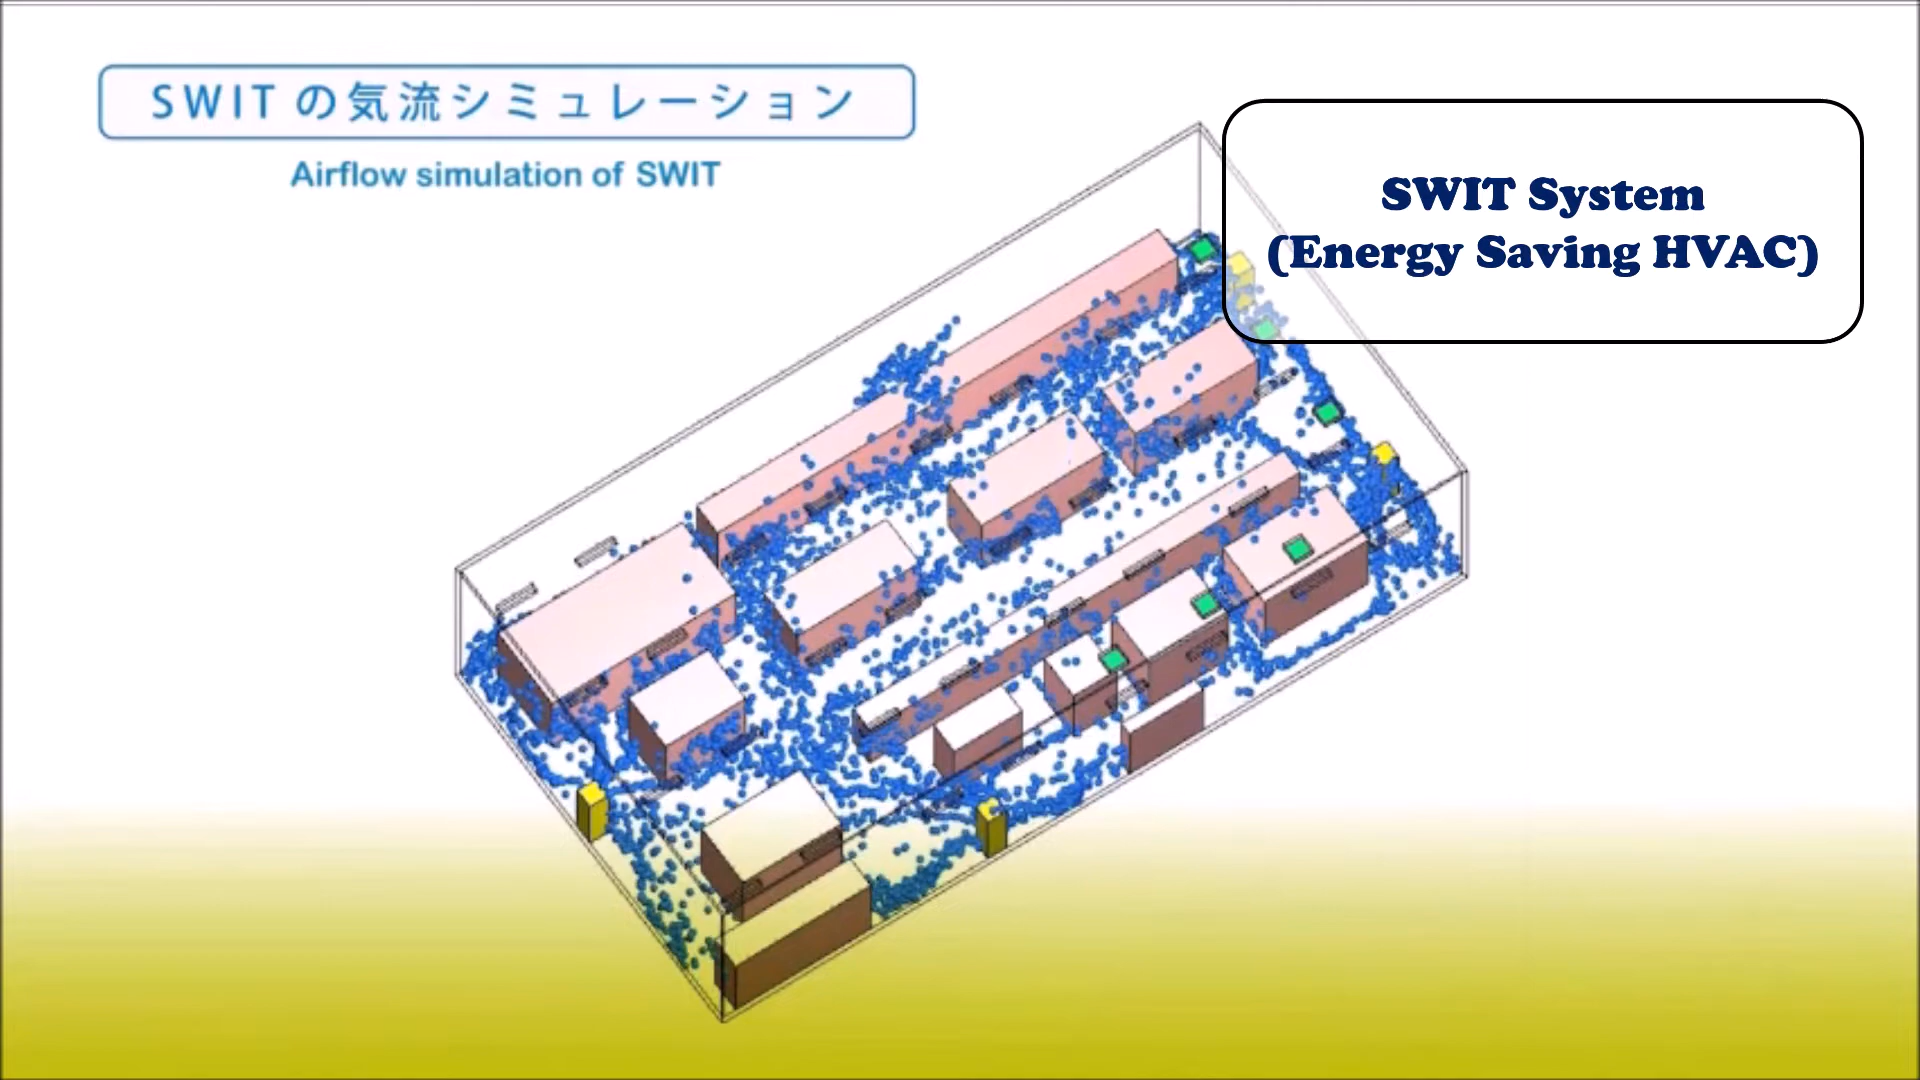 SWITの気流シミュレーション
Airflow simulation of SWIT
SWIT System
(Energy Saving HVAC)